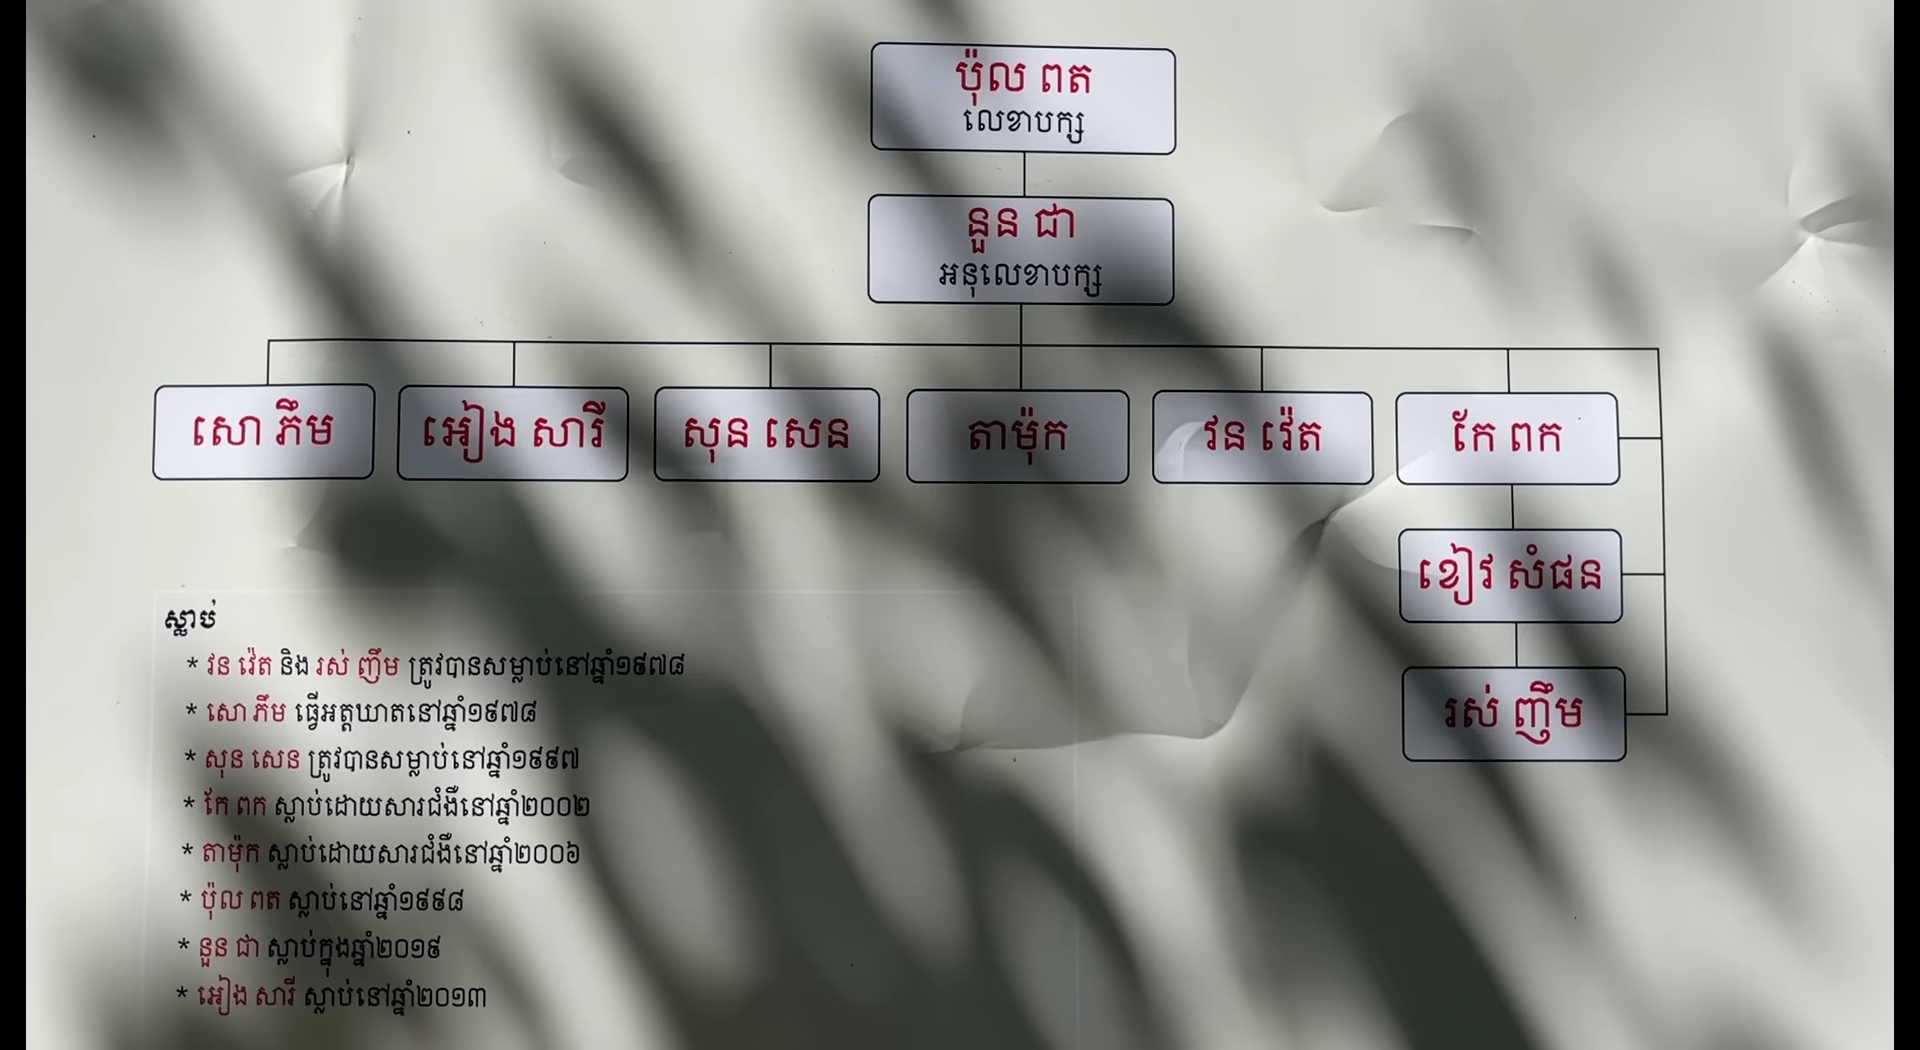 ប៉ុល ពត
លេខាបក្ស
នួន ជា
អនុលេខាបក្ស
សោ ភឹម
អៀង សារី
សុន សេន
តាម៉ុក
វន វ៉េត
កែ ពក
ខៀវ សំផន
រស់ ញឹម
ស្លាប់
* វន វ៉េត និង រស់ ញឹម ត្រូវបានសម្លាប់នៅឆ្នាំ១៩៧៨
* សោ ភឹម ធ្វើអត្តឃាតនៅឆ្នាំ១៩៧៨
* សុន សេន ត្រូវបានសម្លាប់នៅឆ្នាំ១៩៩៧
* កែ ពក ស្លាប់ដោយសារជំងឺនៅឆ្នាំ២០០២
* តាម៉ុក ស្លាប់ដោយសារជំងឺនៅឆ្នាំ២០០៦
* ប៉ុល ពត ស្លាប់នៅឆ្នាំ១៩៩៨
* នួន ជា ស្លាប់ក្នុងឆ្នាំ២០១៩
* អៀង សារី ស្លាប់នៅឆ្នាំ២០១៣